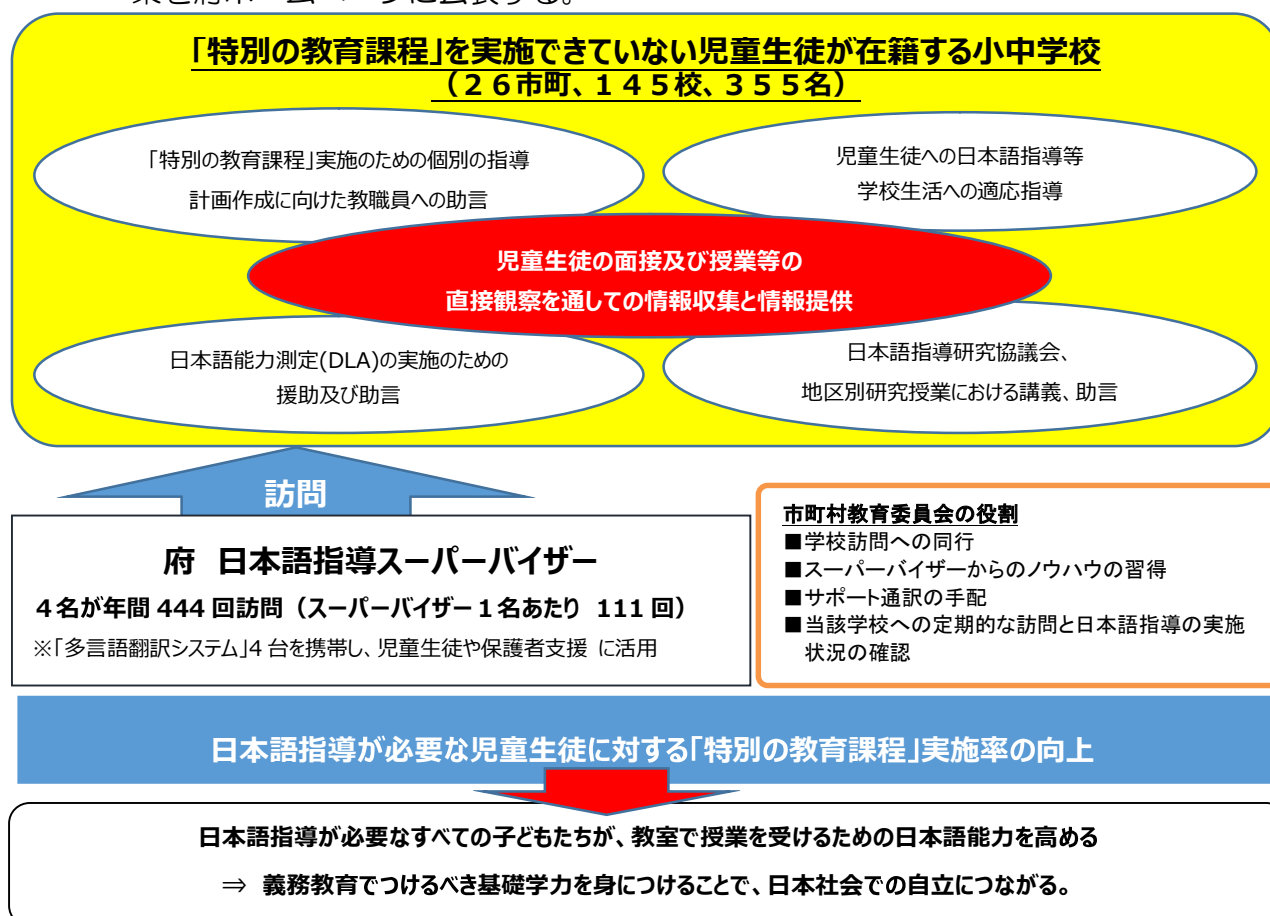 「特別の教育課程」を実施できていない児童生徒が在籍する小中学校
（２６市町、１４５校、３５５名）
「特別の教育課程」実施のための個別の指導
計画作成に向けた教職員への助言
児童生徒への日本語指導等
学校生活への適応指導
児童生徒の面接及び授業等の
直接観察を通しての情報収集と情報提供
日本語能力測定(DLA)の実施のための
援助及び助言
日本語指導研究協議会、
地区別研究授業における講義、助言
訪問
府　日本語指導スーパーバイザー
４名が年間 444 回訪問（スーパーバイザー１名あたり 111 回）
※「多言語翻訳システム」4 台を携帯し、児童生徒や保護者支援 に活用
市町村教育委員会の役割
■学校訪問への同行
■スーパーバイザーからのノウハウの習得
■サポート通訳の手配
■当該学校への定期的な訪問と日本語指導の実施
状況の確認
日本語指導が必要な児童生徒に対する「特別の教育課程」実施率の向上
日本語指導が必要なすべての子どもたちが、教室で授業を受けるための日本語能力を高める
⇒ 義務教育でつけるべき基礎学力を身につけることで、日本社会での自立につながる。